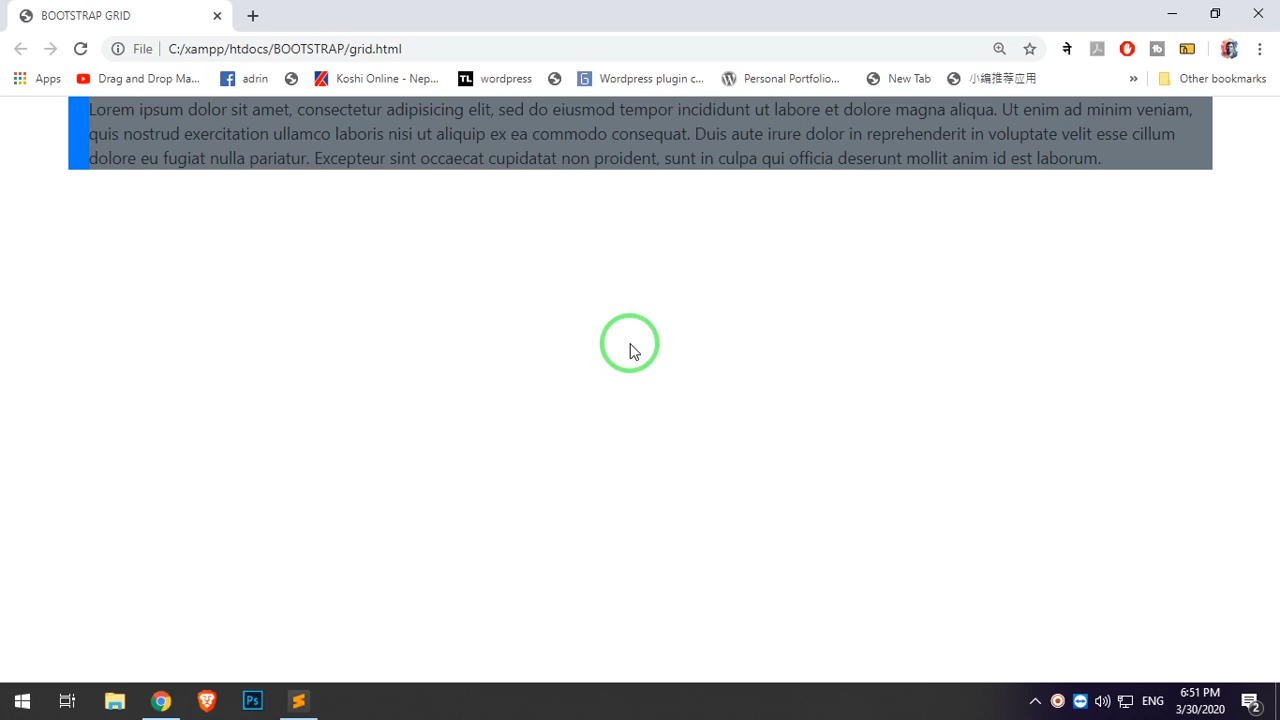 BOOTSTRAP GRID
File
C:/xampp/htdocs/BOOTSTRAP/grid.html
ने
Apps
Drag and Drop Ma...
adrin
Koshi Online - Nep...
TL wordpress
G Wordpress plugin c...
Personal Portfolio...
New Tab
小編推荐应用
»
Other bookmarks
Lorem ipsum dolor sit amet, consectetur adipisicing elit, sed do eiusmod tempor incididunt ut labore et dolore magna aliqua. Ut enim ad minim veniam,
quis nostrud exercitation ullamco laboris nisi ut aliquip ex ea commodo consequat. Duis aute irure dolor in reprehenderit in voluptate velit esse cillum
dolore eu fugiat nulla pariatur. Excepteur sint occaecat cupidatat non proident, sunt in culpa qui officia deserunt mollit anim id est laborum.
Ps
ENG
6:51 PM
3/30/2020
2